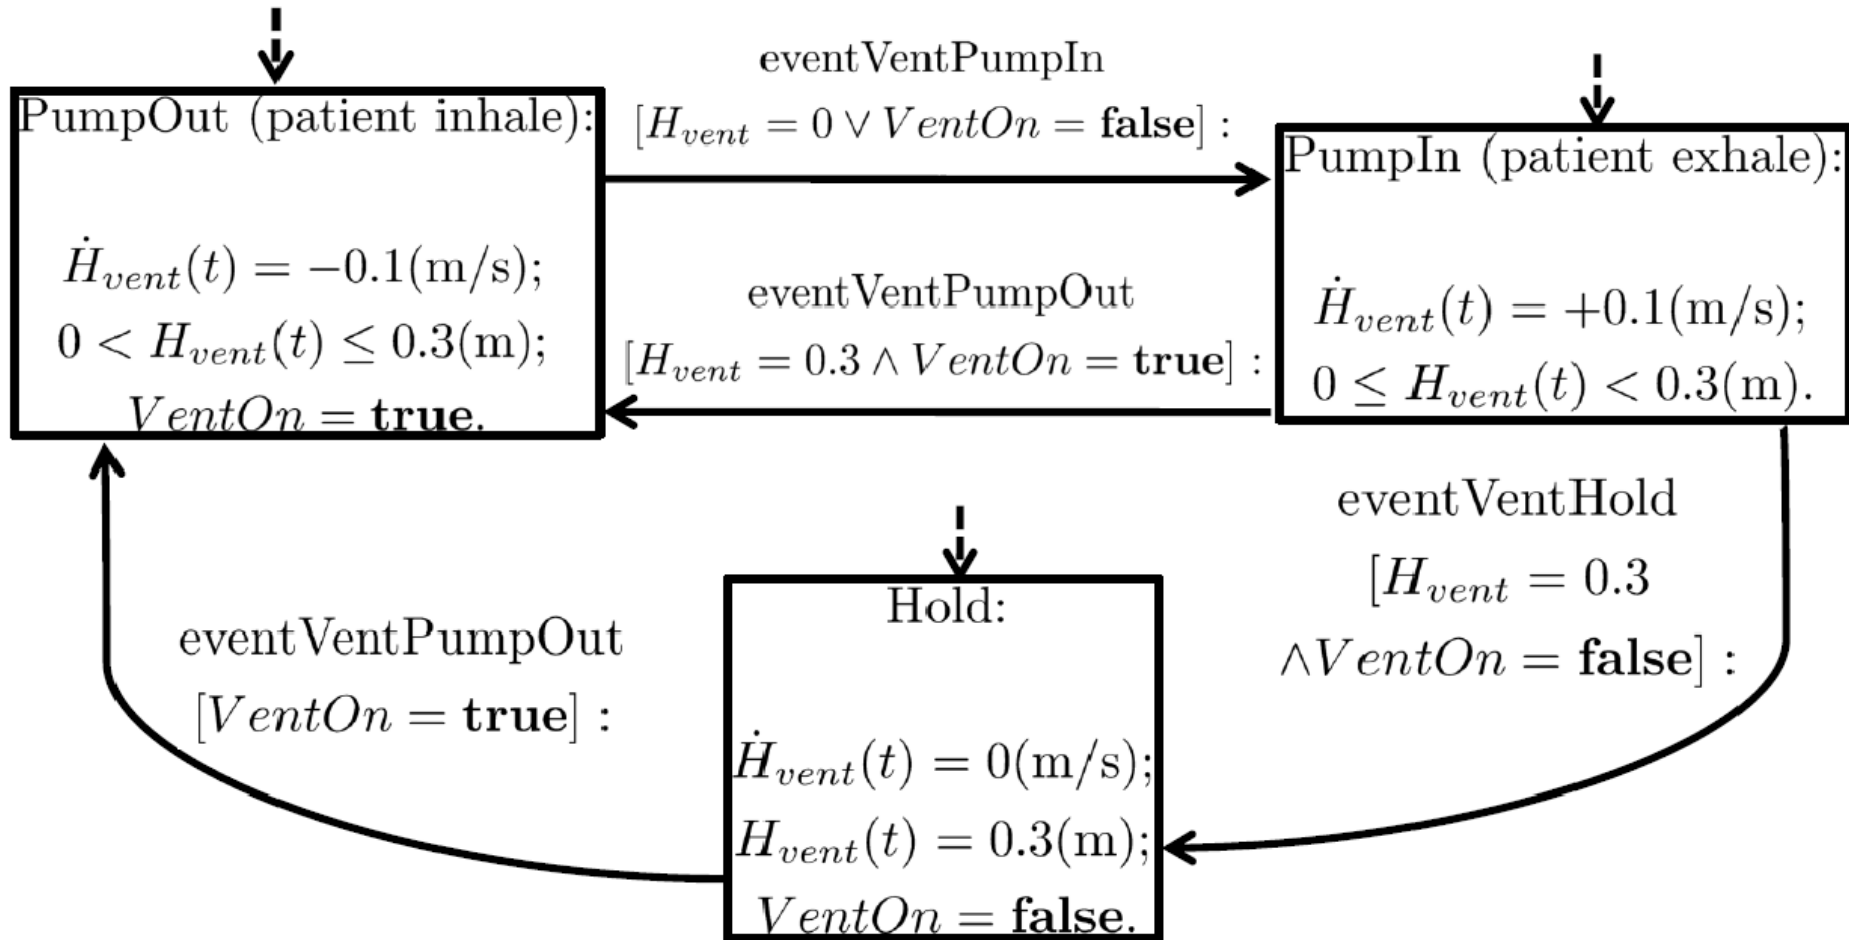 PumpOut (patient inhale):
Ḣ_vent(t) = −0.1(m/s);
0 < H_vent(t) ≤ 0.3(m);
VentOn = true.
eventVentPumpIn
[H_vent = 0 ∨ VentOn = false] :
eventVentPumpOut
[H_vent = 0.3 ∧ VentOn = true] :
PumpIn (patient exhale):
Ḣ_vent(t) = +0.1(m/s);
0 ≤ H_vent(t) < 0.3(m).
eventVentHold
[H_vent = 0.3
∧VentOn = false] :
eventVentPumpOut
[VentOn = true] :
Hold:
Ḣ_vent(t) = 0(m/s);
H_vent(t) = 0.3(m);
VentOn = false.